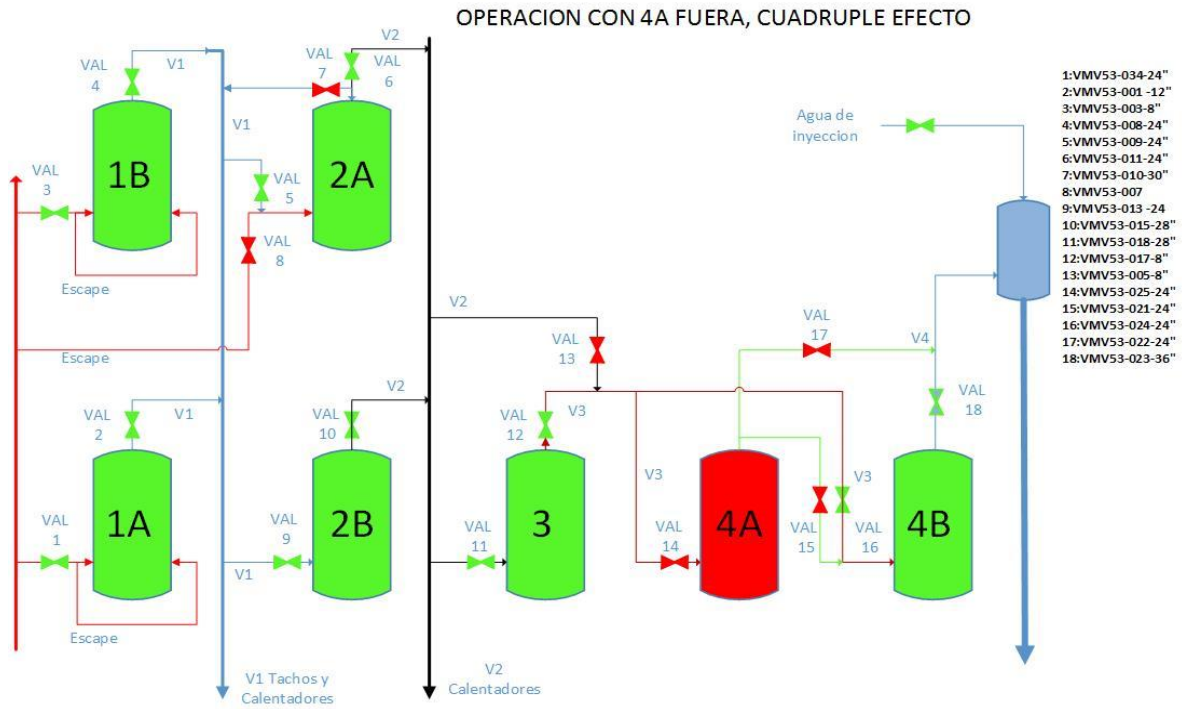 OPERACION CON 4A FUERA, CUADRUPLE EFECTO
VAL
4
V1
VAL
7
V2
VAL
6
V1
1B
2A
VAL
3
VAL
5
VAL
8
Escape
Escape
VAL
2
V1
VAL
10
V2
1A
2B
VAL
1
V1
VAL
9
Escape
V1 Tachos y
Calentadores
V2
Calentadores
V2
VAL
13
VAL
12
V3
VAL
11
3
V3
VAL
14
4A
VAL
17
V4
VAL
18
VAL
15
V3
VAL
16
4B
Agua de
inyeccion
1:VMV53-034-24"
2:VMV53-001 -12"
3:VMV53-003-8"
4:VMV53-008-24"
5:VMV53-009-24"
6:VMV53-011-24"
7:VMV53-010-30"
8:VMV53-007
9:VMV53-013 -24
10:VMV53-015-28"
11:VMV53-018-28"
12:VMV53-017-8"
13:VMV53-005-8"
14:VMV53-025-24"
15:VMV53-021-24"
16:VMV53-024-24"
17:VMV53-022-24"
18:VMV53-023-36"